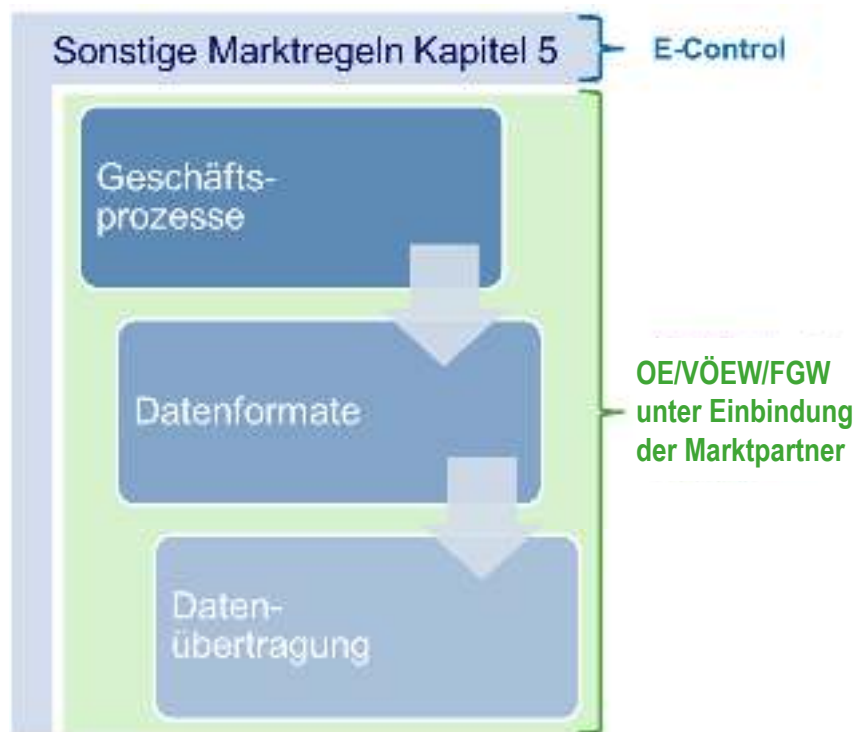 Sonstige Marktregeln Kapitel 5
E-Control
Geschäfts-
prozesse
Datenformate
OE/VÖEW/FGW
unter Einbindung
der Marktpartner
Daten-
übertragung